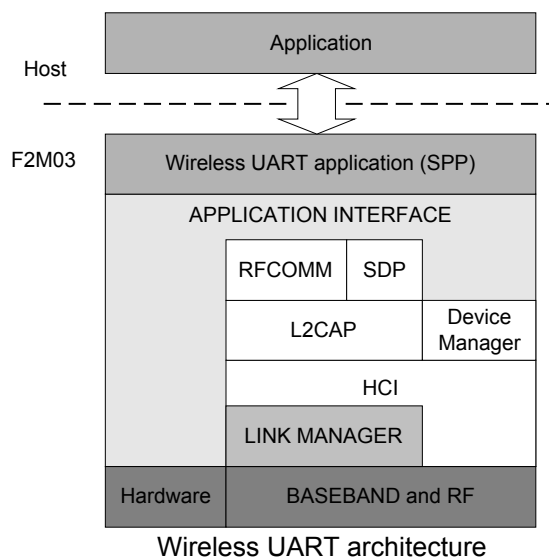 Application
Host
F2M03
Wireless UART application (SPP)
APPLICATION INTERFACE
RFCOMM
SDP
L2CAP
Device
Manager
HCI
LINK MANAGER
Hardware
BASEBAND and RF
Wireless UART architecture